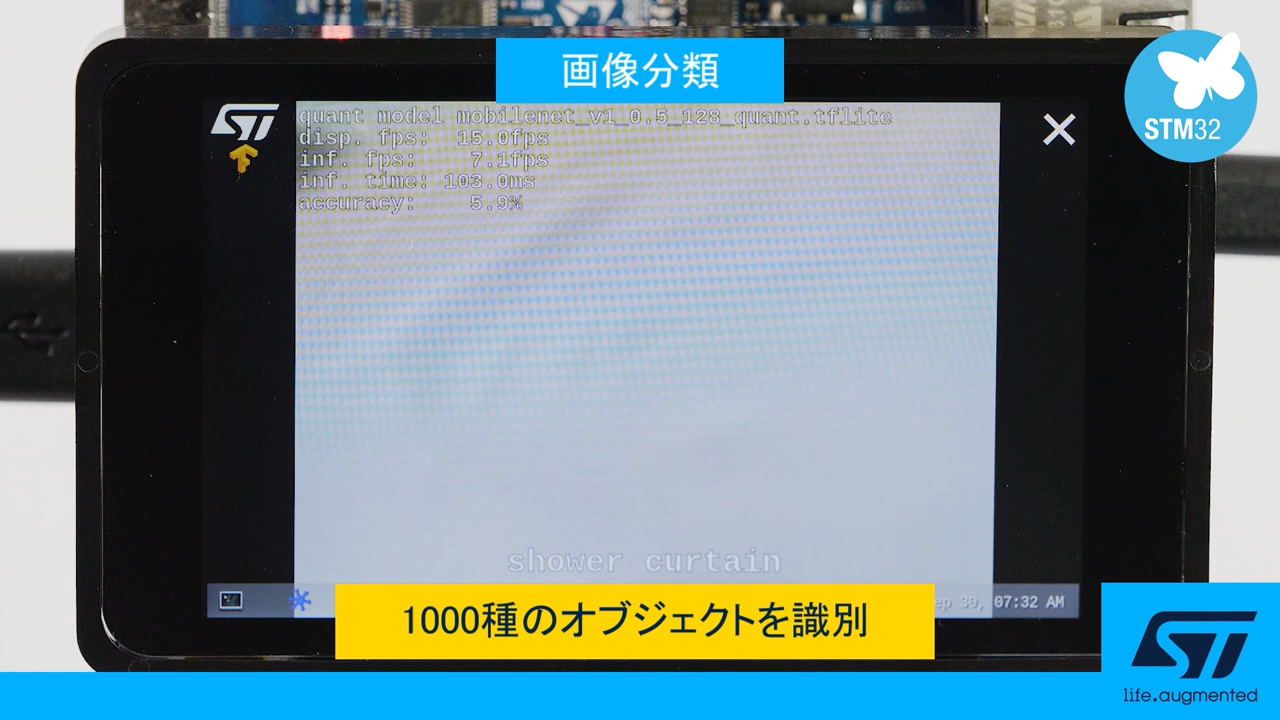 画像分類
STM32
quant model mobilenet_v1_0.5_128_quant.tflite
disp. fps: 15.0fps
inf. fps: 7.1fps
inf. time: 103.0ms
accuracy: 5.9%
shower curtain
30, 07:32 AM
1000種のオブジェクトを識別
ST
life.augmented